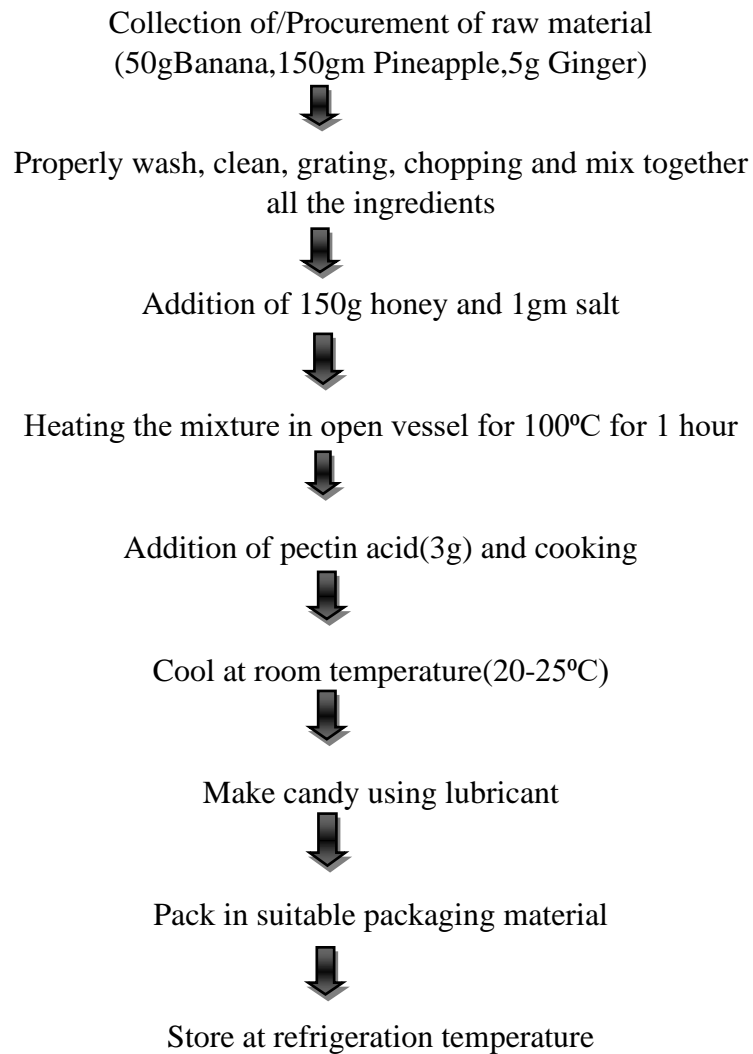 Collection of/Procurement of raw material
(50gBanana,150gm Pineapple,5g Ginger)
Properly wash, clean, grating, chopping and mix together
all the ingredients
Addition of 150g honey and 1gm salt
Heating the mixture in open vessel for 100⁰C for 1 hour
Addition of pectin acid(3g) and cooking
Cool at room temperature(20-25⁰C)
Make candy using lubricant
Pack in suitable packaging material
Store at refrigeration temperature